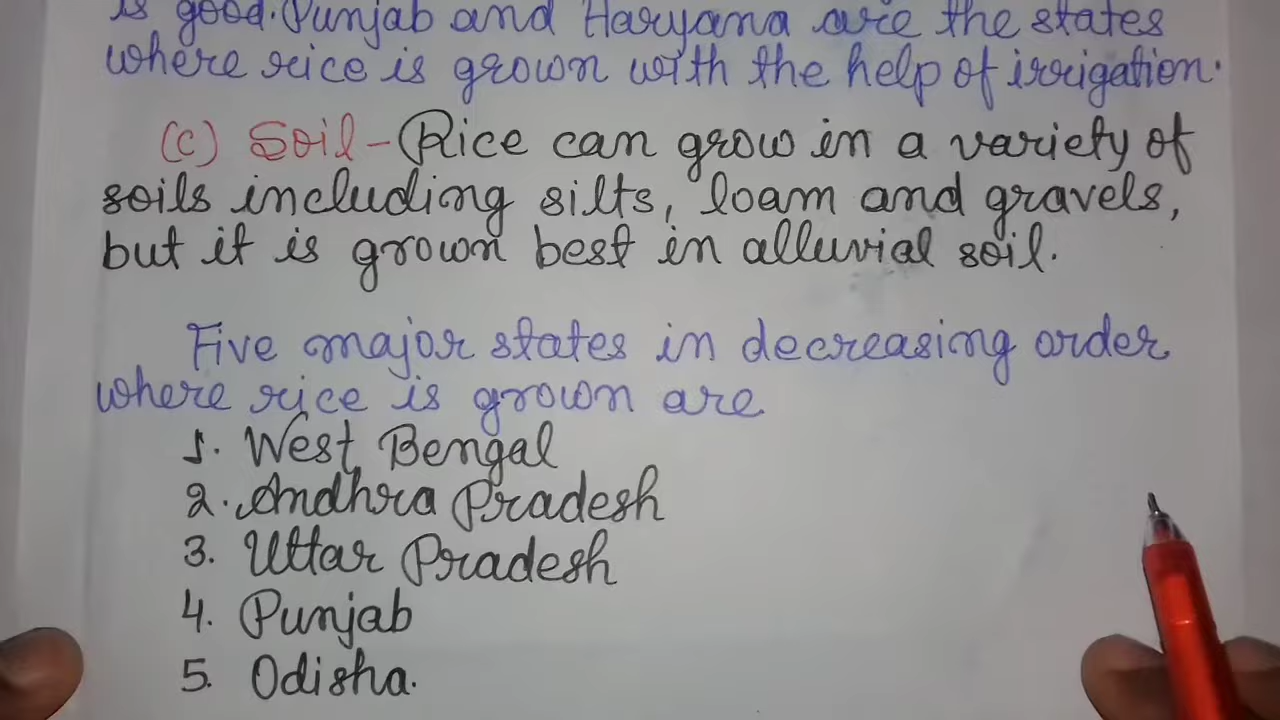 is good. Punjab and Haryana are the states
where rice is grown with the help of irrigation.
(c) Soil - Rice can grow in a variety of
soils including silts, loam and gravels,
but it is grown best in alluvial soil.
Five major states in decreasing order
where rice is grown are
1. West Bengal
2. Andhra Pradesh
3. Uttar Pradesh
4. Punjab
5. Odisha.